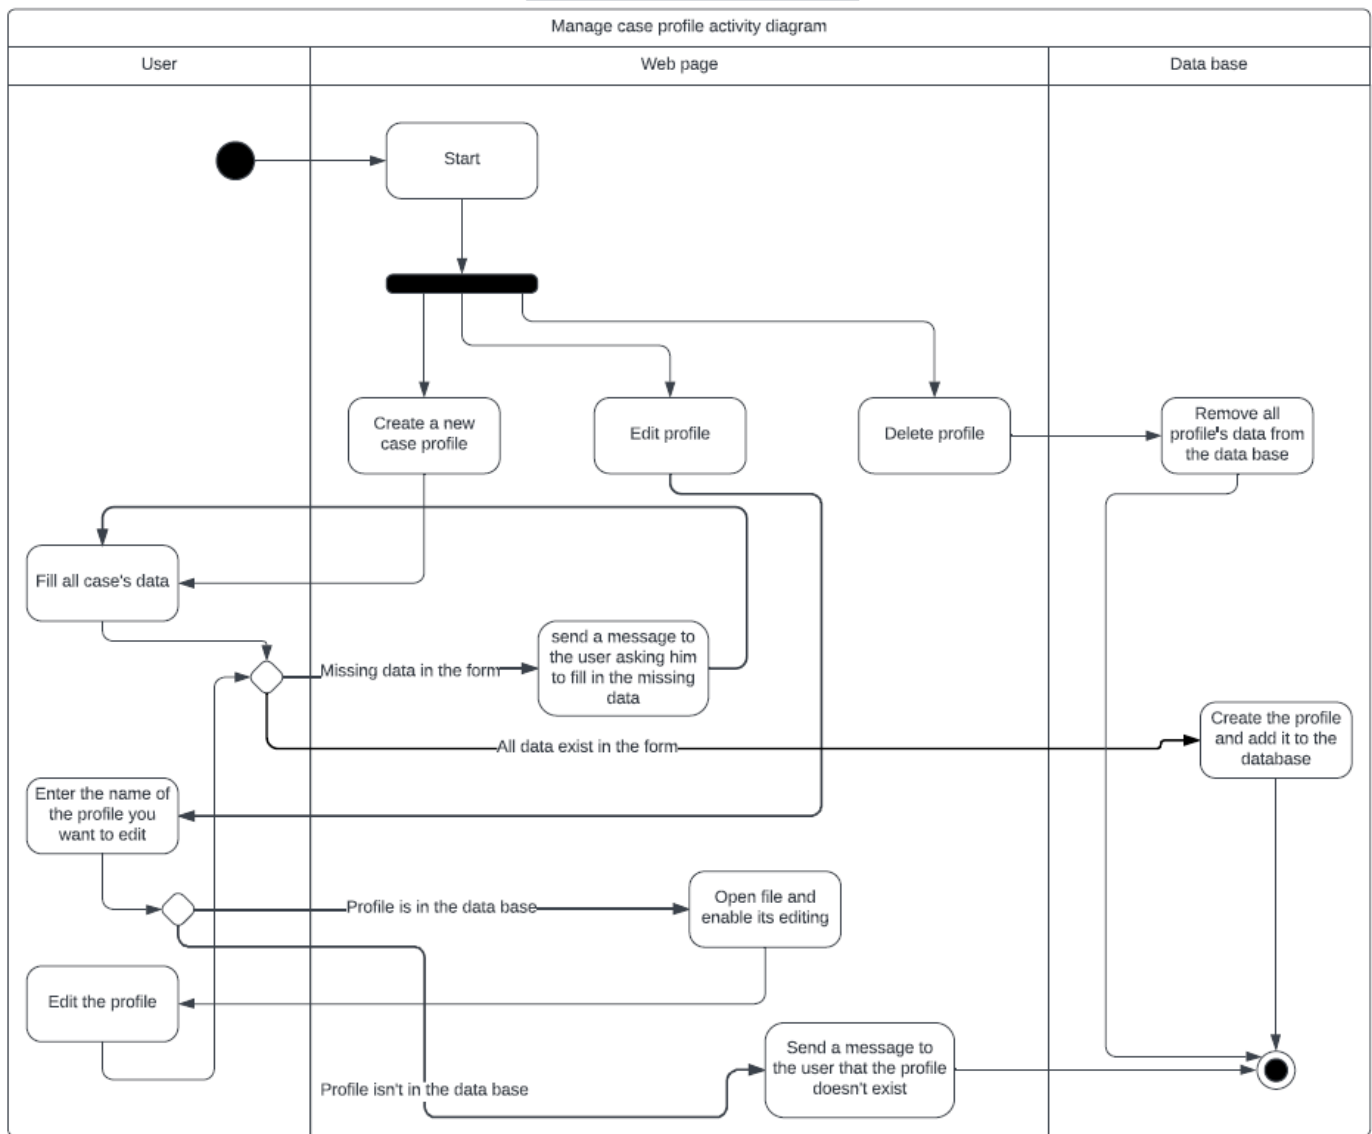 Manage case profile activity diagram
User
Web page
Data base
Start
Create a new
case profile
Edit profile
Delete profile
Remove all
profile's data from
the data base
Fill all case's data
send a message to
the user asking him
to fill in the missing
data
Missing data in the form
Create the profile
and add it to the
database
All data exist in the form
Enter the name of
the profile you
want to edit
Profile is in the data base
Open file and
enable its editing
Edit the profile
Send a message to
the user that the profile
doesn't exist
Profile isn't in the data base